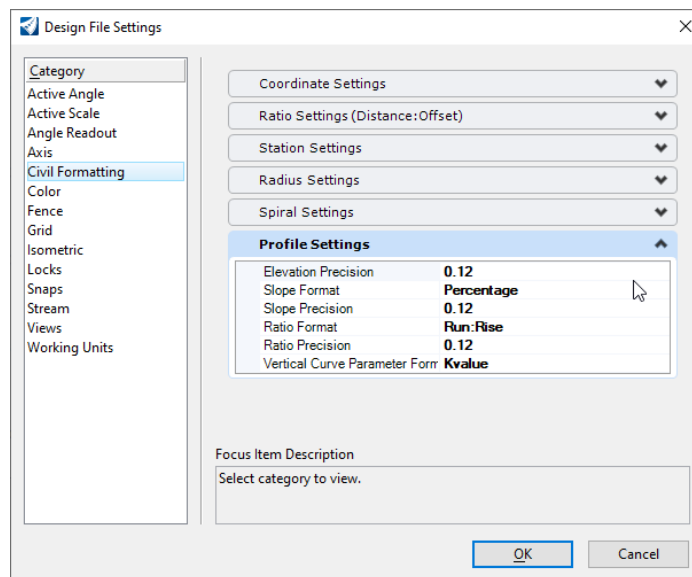 Design File Settings
Category
Active Angle
Active Scale
Angle Readout
Axis
Civil Formatting
Color
Fence
Grid
Isometric
Locks
Snaps
Stream
Views
Working Units
Coordinate Settings
Ratio Settings (Distance:Offset)
Station Settings
Radius Settings
Spiral Settings
Profile Settings
Elevation Precision 0.12
Slope Format Percentage
Slope Precision 0.12
Ratio Format Run:Rise
Ratio Precision 0.12
Vertical Curve Parameter Form Kvalue
Focus Item Description
Select category to view.
OK Cancel